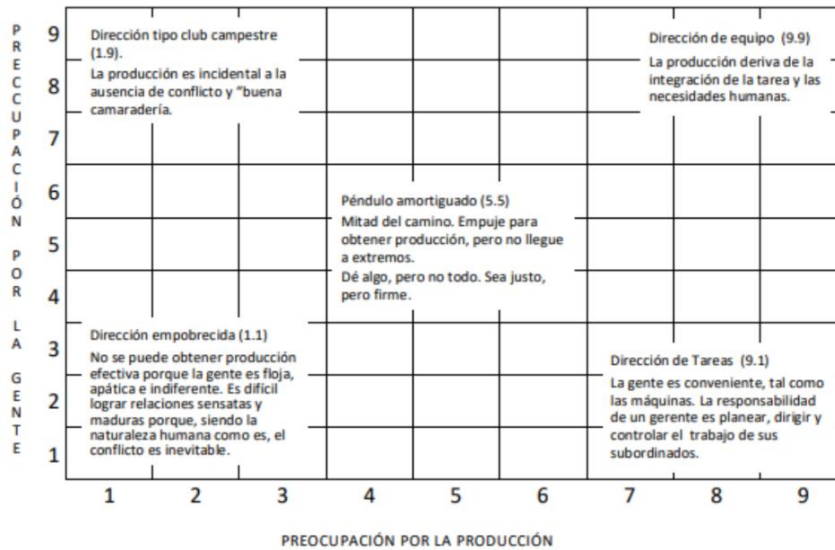 PRECCUPACIÓN POR LA GENTE
9
8
7
6
5
4
3
2
1
Dirección tipo club campestre
(1.9).
La producción es incidental a la
ausencia de conflicto y "buena
camaradería.
Dirección de equipo (9.9)
La producción deriva de la
integración de la tarea y las
necesidades humanas.
Péndulo amortiguado (5.5)
Mitad del camino. Empuje para
obtener producción, pero no llegue
a extremos.
Dé algo, pero no todo. Sea justo,
pero firme.
Dirección empobrecida (1.1)
No se puede obtener producción
efectiva porque la gente es floja,
apática e indiferente. Es difícil
lograr relaciones sensatas y
maduras porque, siendo la
naturaleza humana como es, el
conflicto es inevitable.
Dirección de Tareas (9.1)
La gente es conveniente, tal como
las máquinas. La responsabilidad
de un gerente es planear, dirigir y
controlar el trabajo de sus
subordinados.
1 2 3 4 5 6 7 8 9
PREOCUPACIÓN POR LA PRODUCCIÓN